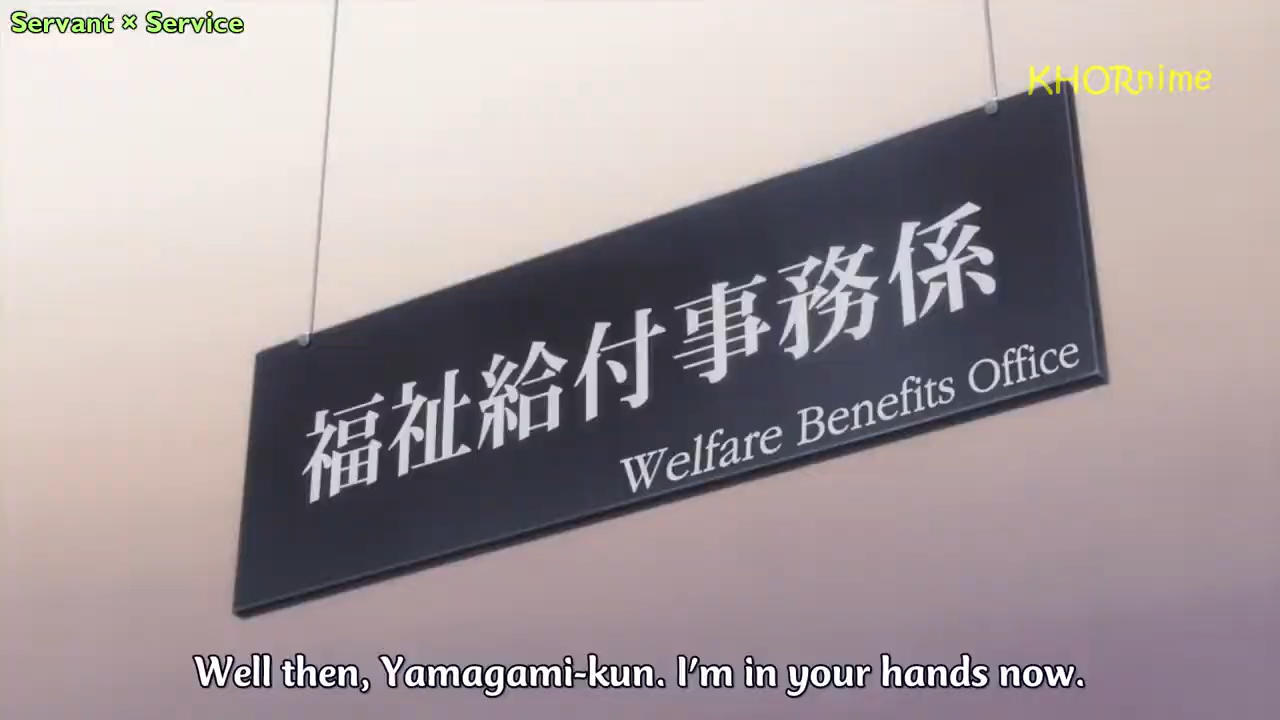 Servant × Service
KHORnime
福祉給付事務係
Welfare Benefits Office
Well then, Yamagami-kun. I'm in your hands now.